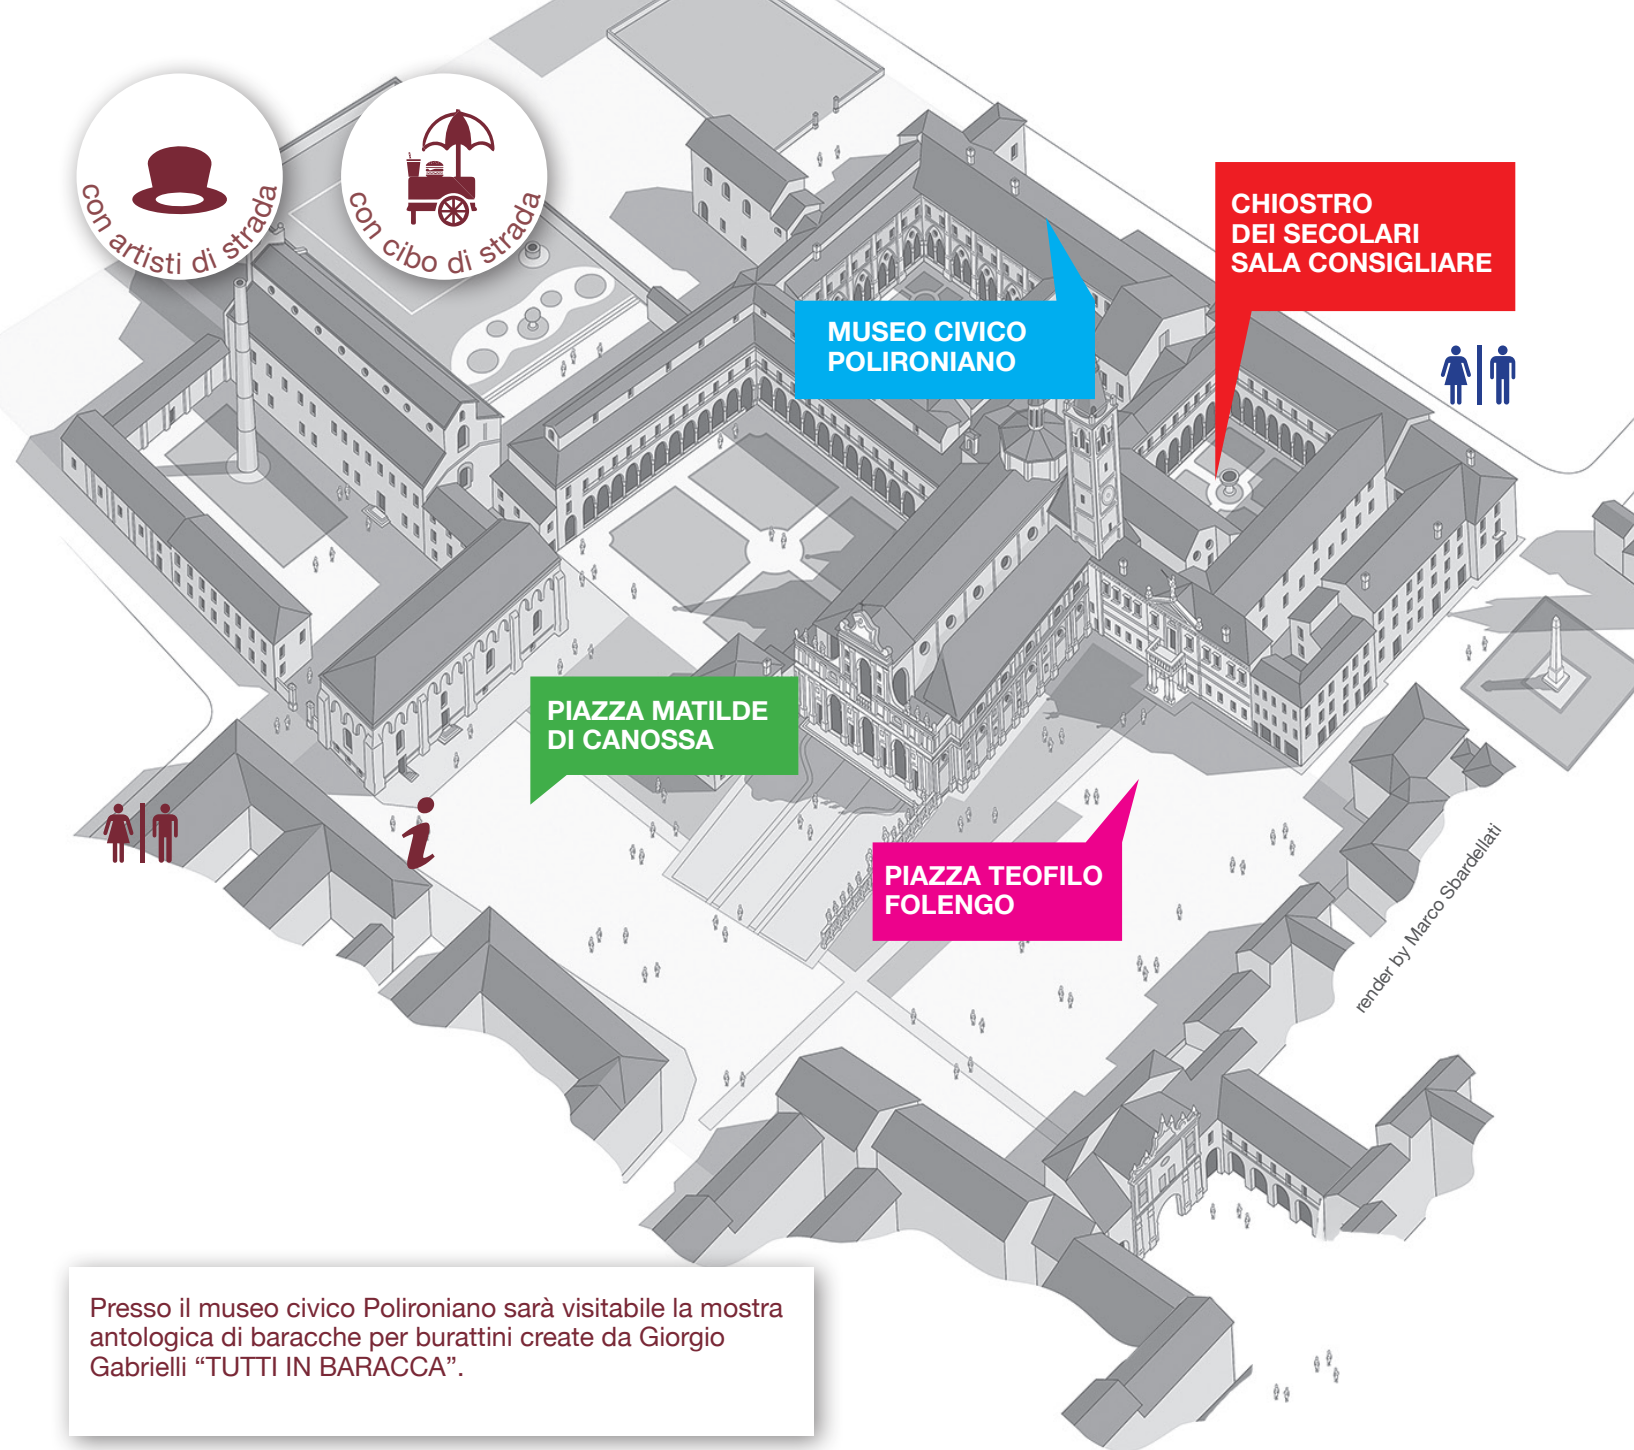 con artisti di strada
con cibo di strada
CHIOSTRO
DEI SECOLARI
SALA CONSIGLIARE
MUSEO CIVICO
POLIRONIANO
PIAZZA MATILDE
DI CANOSSA
PIAZZA TEOFILO
FOLENGO
render by Marco Sbardellati
Presso il museo civico Polironiano sarà visitabile la mostra
antologica di baracche per burattini create da Giorgio
Gabrielli “TUTTI IN BARACCA”.